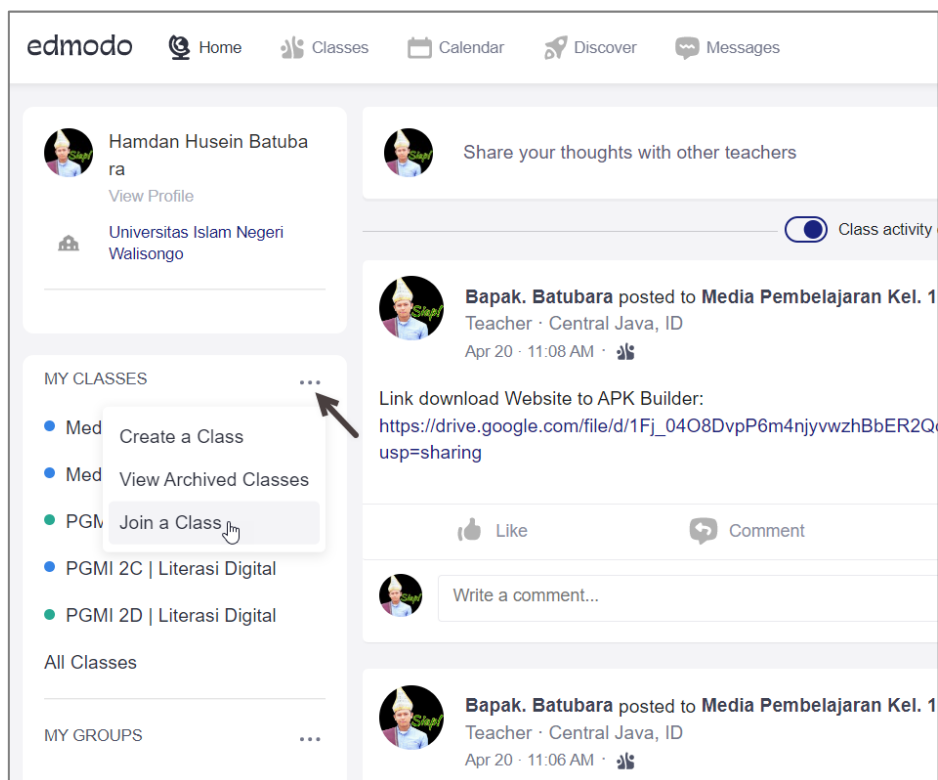 edmodo Home Classes Calendar Discover Messages
Hamdan Husein Batuba
ra
View Profile
Universitas Islam Negeri
Walisongo
Share your thoughts with other teachers
Class activity
Bapak. Batubara posted to Media Pembelajaran Kel. 1
Teacher · Central Java, ID
Apr 20 · 11:08 AM ·
Link download Website to APK Builder:
https://drive.google.com/file/d/1Fj_04O8DvpP6m4njyvwzhBbER2Q
usp=sharing
Like Comment
Write a comment...
Bapak. Batubara posted to Media Pembelajaran Kel. 1
Teacher · Central Java, ID
Apr 20 · 11:06 AM ·
MY CLASSES
Med
Med
PGM
Create a Class
View Archived Classes
Join a Class
PGMI 2C | Literasi Digital
PGMI 2D | Literasi Digital
All Classes
MY GROUPS